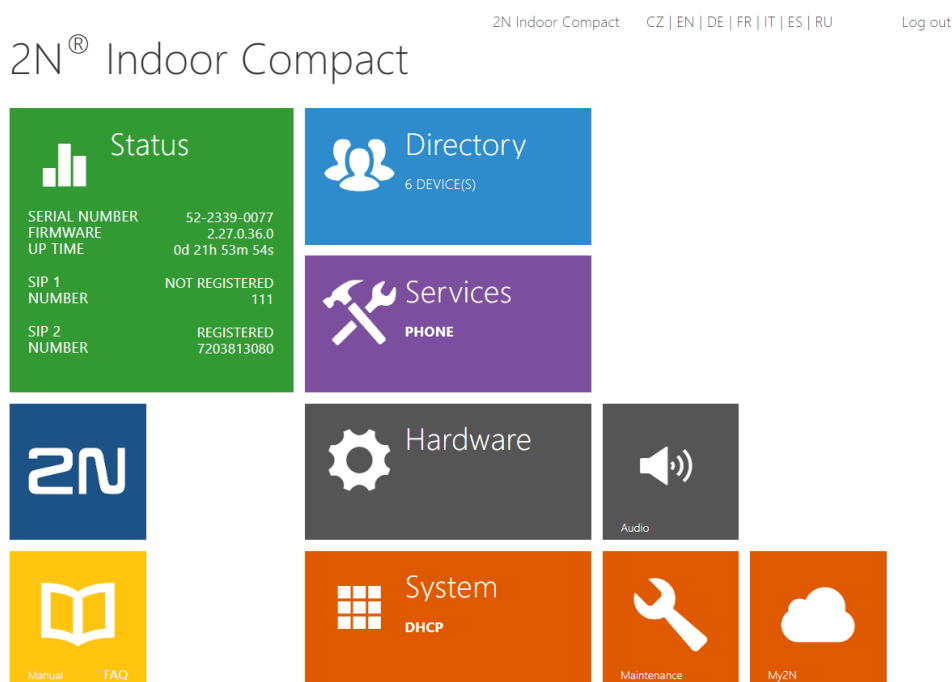 2N Indoor Compact CZ | EN | DE | FR | IT | ES | RU Log out
2N® Indoor Compact
Status
SERIAL NUMBER 52-2339-0077
FIRMWARE 2.27.0.36.0
UP TIME 0d 21h 53m 54s
SIP 1 NOT REGISTERED
NUMBER 111
SIP 2 REGISTERED
NUMBER 7203813080
Directory
6 DEVICE(S)
Services
PHONE
2N
Hardware
Audio
Manual FAQ
System
DHCP
Maintenance
My2N